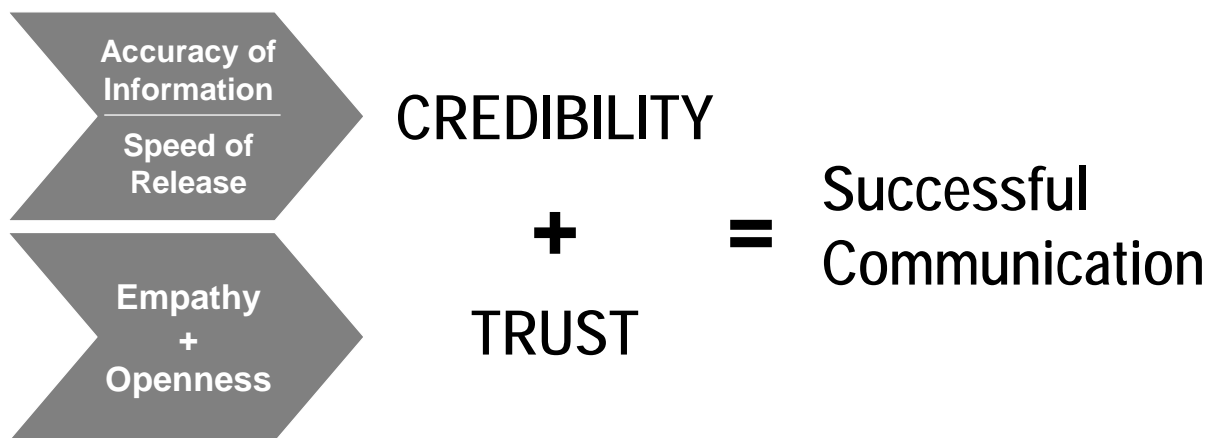 Accuracy of
Information
Speed of
Release
CREDIBILITY
+
TRUST
=
Successful
Communication
Empathy
+
Openness